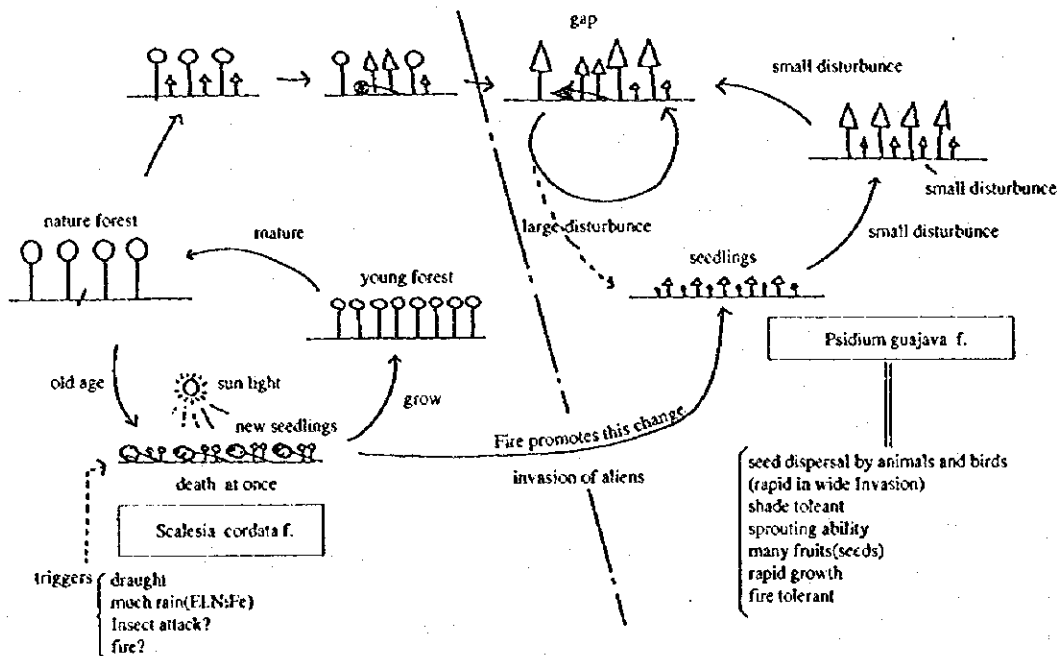 gap
small disturbunce
small disturbunce
nature forest
mature
large disturbunce
small disturbunce
young forest
seedlings
Psidium guajava f.
old age
sun light
grow
new seedlings
Fire promotes this change
death at once
invasion of aliens
Scalesia cordata f.
seed dispersal by animals and birds
(rapid in wide Invasion)
shade toleant
sprouting ability
many fruits(seeds)
rapid growth
fire tolerant
triggers
draught
much rain(ELN:Fe)
Insect attack?
fire?